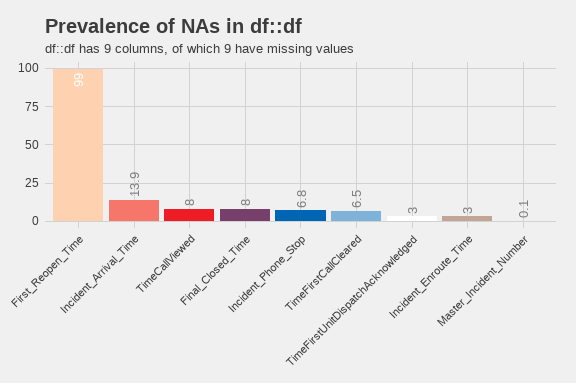 Prevalence of NAs in df::df
df::df has 9 columns, of which 9 have missing values
100
75
50
25
0
99
13.9
8
8
6.8
6.5
3
3
0.1
First_Reopen_Time
Incident_Arrival_Time
TimeCallViewed
Final_Closed_Time
Incident_Phone_Stop
TimeFirstCallCleared
TimeFirstUnitDispatchAcknowledged
Incident_Enroute_Time
Master_Incident_Number